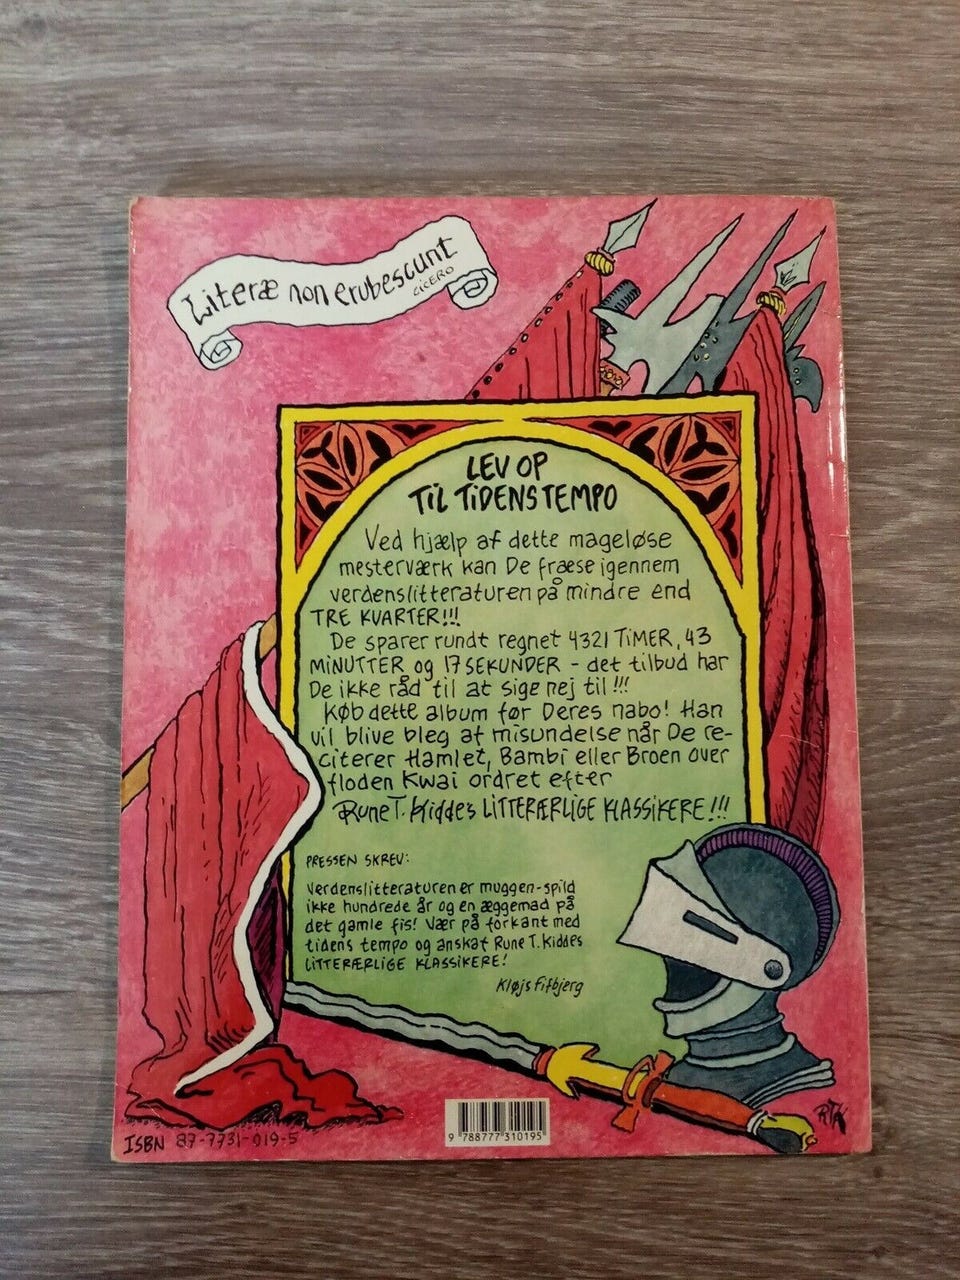 Literæ non erubescunt
CICERO
LEV OP
TIL TIDENS TEMPO
Ved hjælp af dette mageløse
mesterværk kan De fræse igennem
verdenslitteraturen på mindre end
TRE KVARTER!!!
De sparer rundt regnet 4321 TIMER, 43
MINUTTER og 17 SEKUNDER - det tilbud har
De ikke råd til at sige nej til!!!
Køb dette album før Deres nabo! Han
vil blive bleg af misundelse når De re-
citerer Hamlet, Bambi eller Broen over
floden Kwai ordret efter
Rune T. Kiddes LITTERÆRLIGE KLASSIKERE!!!
PRESSEN SKREV:
Verdenslitteraturen er muggen - spild
ikke hundrede år og en æggemad på
det gamle fis! Vær på forkant med
tidens tempo og anskaf Rune T. Kiddes
LITTERÆRLIGE KLASSIKERE!
Kløjs Fifbjerg
RTK
ISBN 87-7731-019-5
9 788777 310195